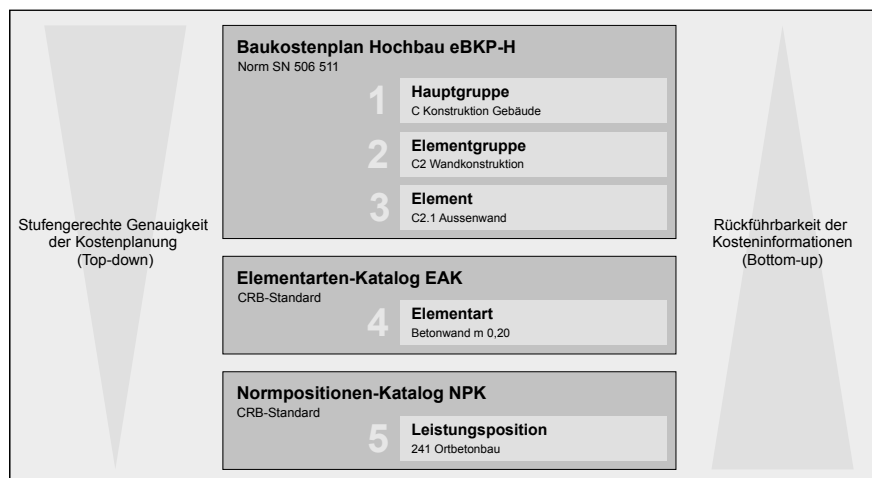 Baukostenplan Hochbau eBKP-H
Norm SN 506 511
1
Hauptgruppe
C Konstruktion Gebäude
2
Elementgruppe
C2 Wandkonstruktion
3
Element
C2.1 Aussenwand
Stufengerechte Genauigkeit
der Kostenplanung
(Top-down)
Rückführbarkeit der
Kosteninformationen
(Bottom-up)
Elementarten-Katalog EAK
CRB-Standard
4
Elementart
Betonwand m 0,20
Normpositionen-Katalog NPK
CRB-Standard
5
Leistungsposition
241 Ortbetonbau